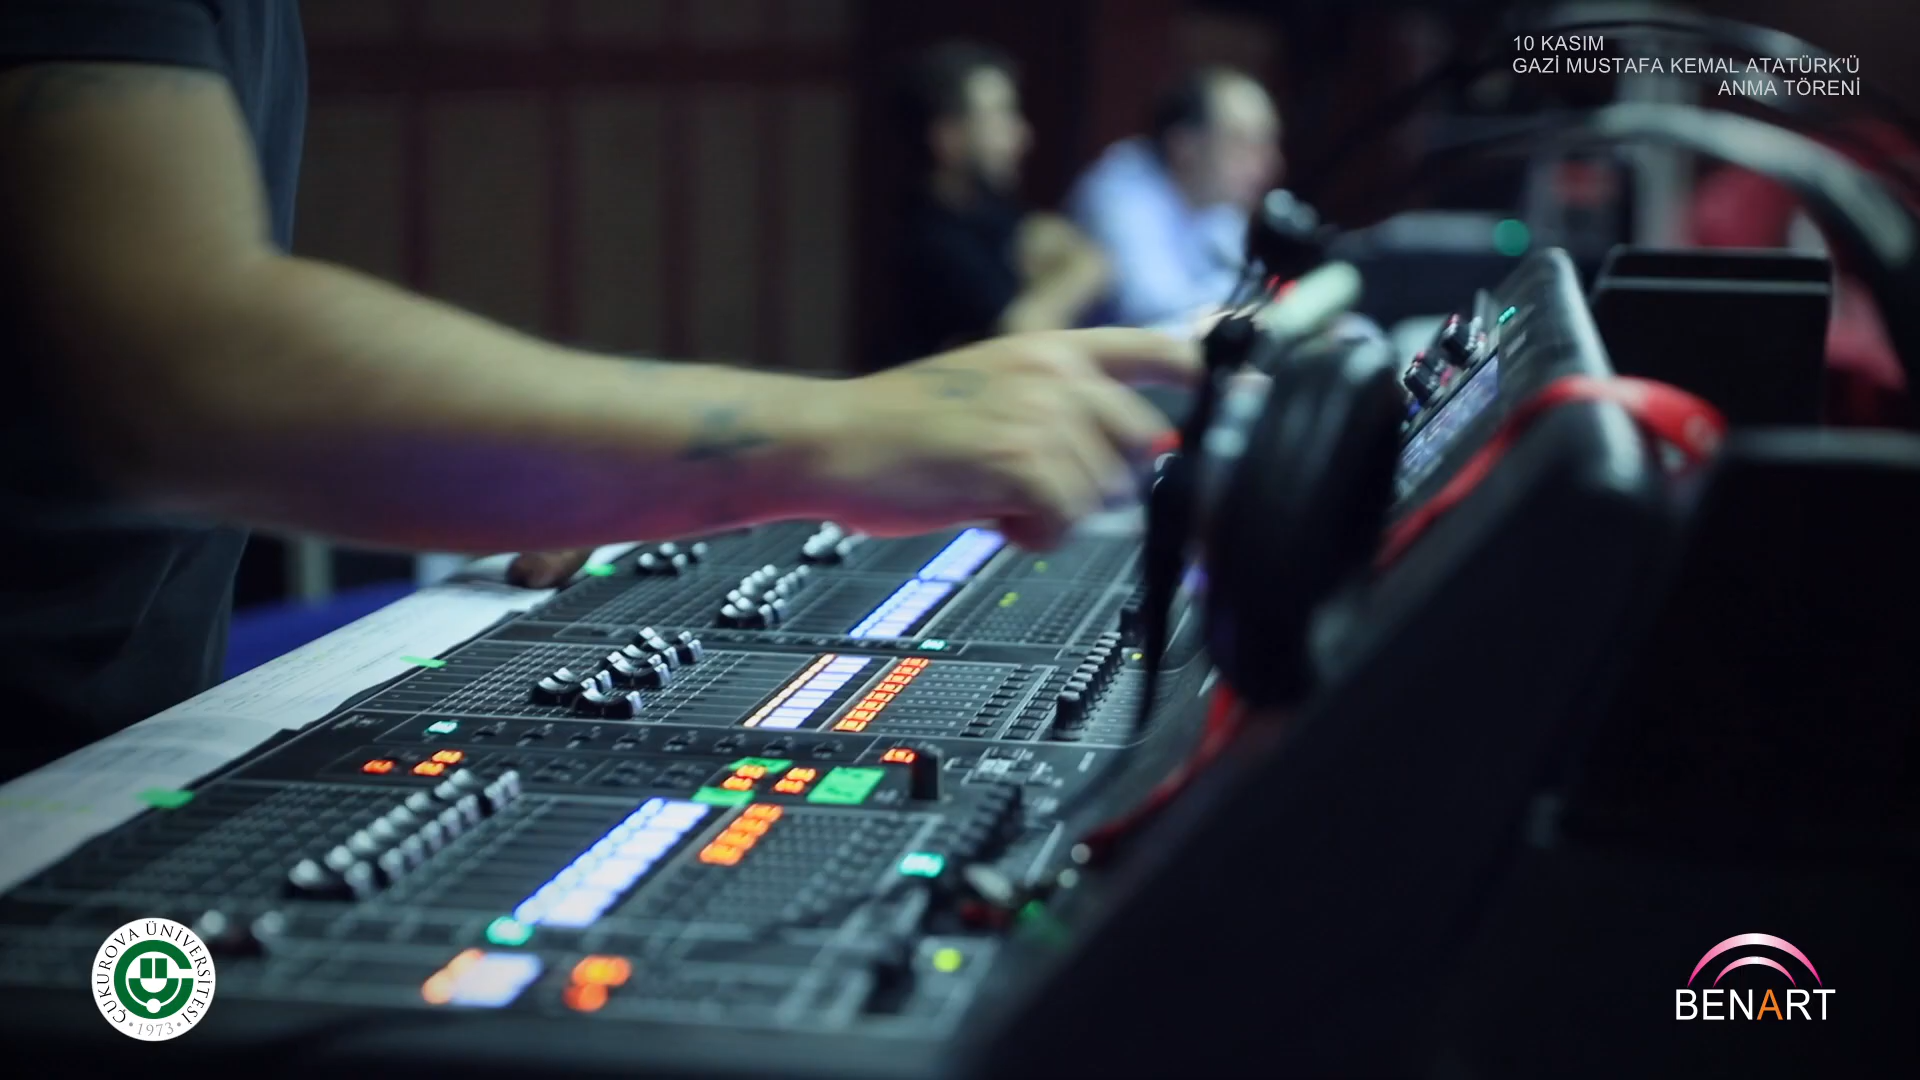 10 KASIM
GAZİ MUSTAFA KEMAL ATATÜRK'Ü
ANMA TÖRENİ
ÇUKUROVA ÜNİVERSİTESİ
• 1973 •
BENART